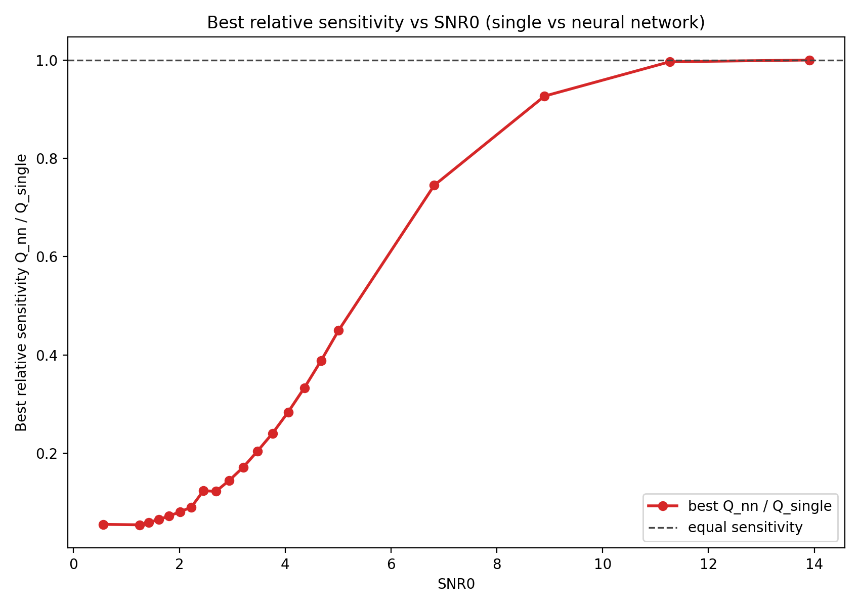 Best relative sensitivity vs SNR0 (single vs neural network)
Best relative sensitivity Q_nn / Q_single
1.0
0.8
0.6
0.4
0.2
0 2 4 6 8 10 12 14
SNR0
best Q_nn / Q_single
equal sensitivity